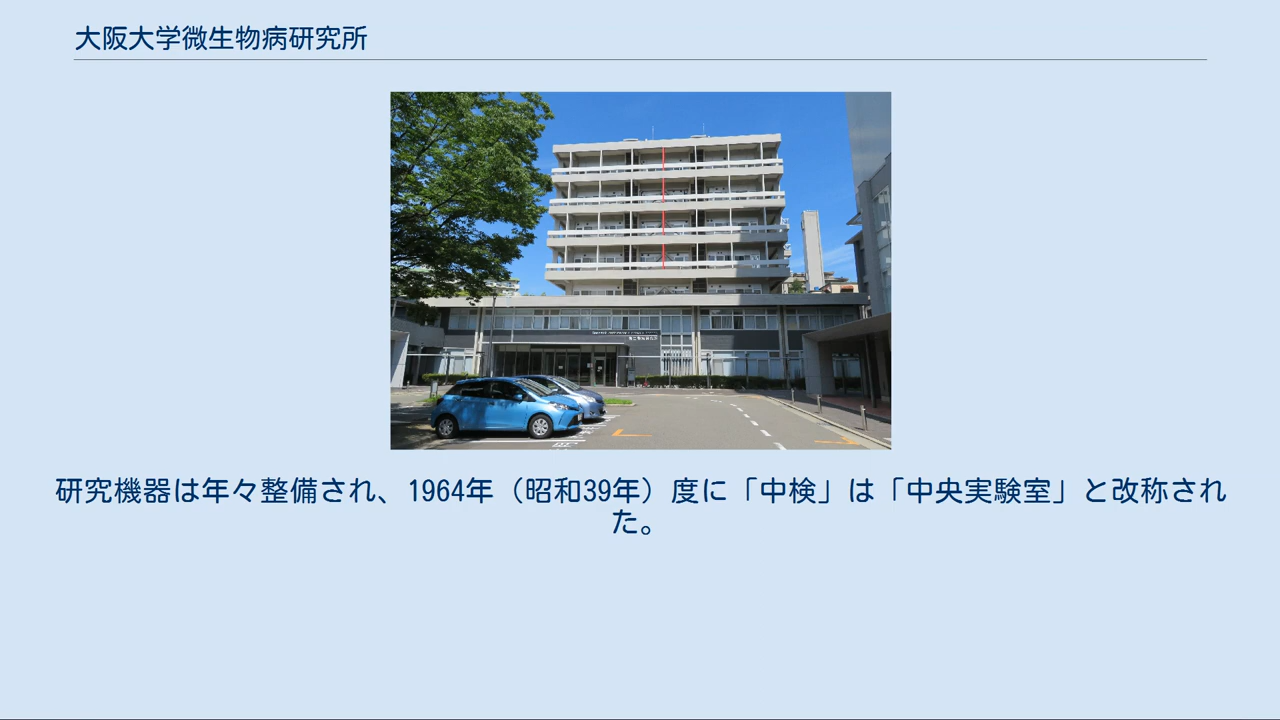 大阪大学微生物病研究所
研究機器は年々整備され、1964年（昭和39年）度に「中検」は「中央実験室」と改称され
た。